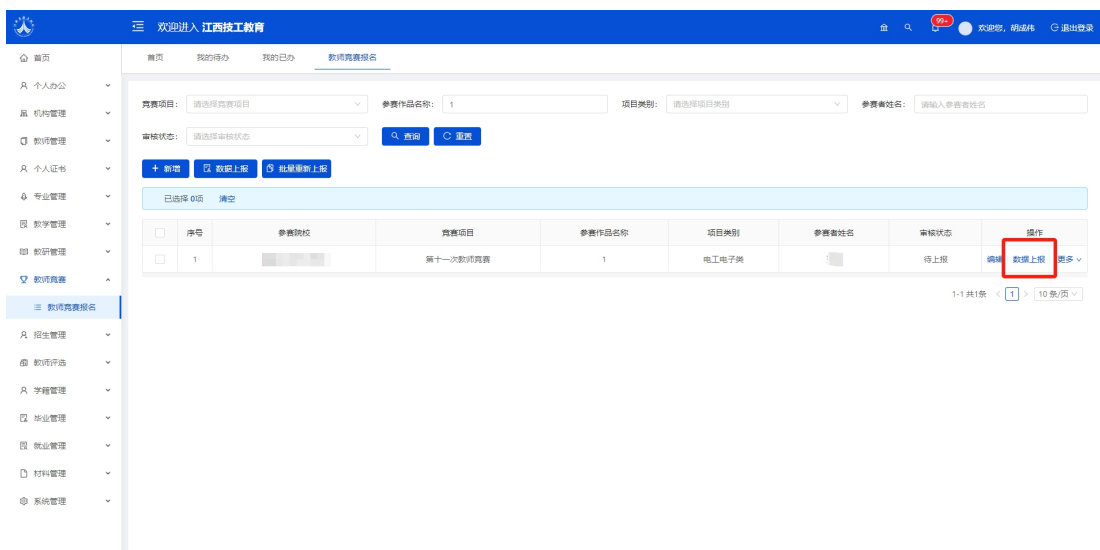 欢迎进入 江西技工教育
99+
欢迎您，胡成伟 退出登录
首页 我的待办 我的已办 教师竞赛报名
首页
个人办公
机构管理
教师管理
个人证书
专业管理
教学管理
教研管理
教师竞赛
教师竞赛报名
招生管理
教师评选
学籍管理
毕业管理
就业管理
材料管理
系统管理
竞赛项目： 请选择竞赛项目 参赛作品名称： 1 项目类别： 请选择项目类别 参赛者姓名： 请输入参赛者姓名
审核状态： 请选择审核状态 查询 重置
+ 新增 数据上报 批量重新上报
已选择 0项 清空
序号 参赛院校 竞赛项目 参赛作品名称 项目类别 参赛者姓名 审核状态 操作
1 第十一次教师竞赛 1 电工电子类 待上报 编辑 数据上报 更多
1-1 共1条 < 1 > 10 条/页